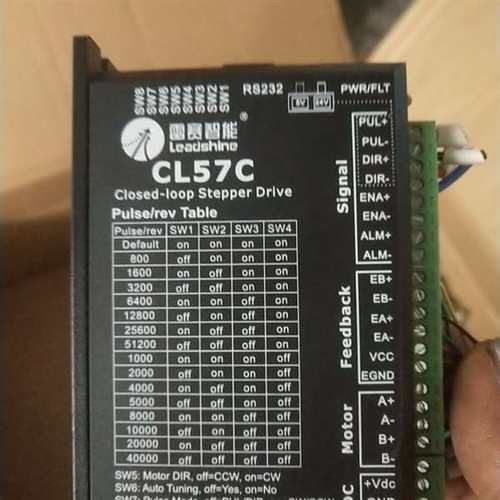 SW8
SW7
SW6
SW5
SW4
SW3
SW2
SW1
RS232
5V
24V
PWR/FLT
雷赛智能®
Leadshine
CL57C
Closed-loop Stepper Drive
Pulse/rev Table
Pulse/rev SW1 SW2 SW3 SW4
Default on on on on
800 off on on on
1600 on off on on
3200 off off on on
6400 on on off on
12800 off on off on
25600 on off off on
51200 off off off on
1000 on on on off
2000 off on on off
4000 on off on off
5000 off off on off
8000 on on off off
10000 off on off off
20000 on off off off
40000 off off off off
SW5: Motor DIR, off=CCW, on=CW
SW6: Auto Tuning, off=Yes, on=No
Signal
PUL+
PUL-
DIR+
DIR-
ENA+
ENA-
ALM+
ALM-
Feedback
EB+
EB-
EA+
EA-
VCC
EGND
Motor
A+
A-
B+
B-
DC
+Vdc